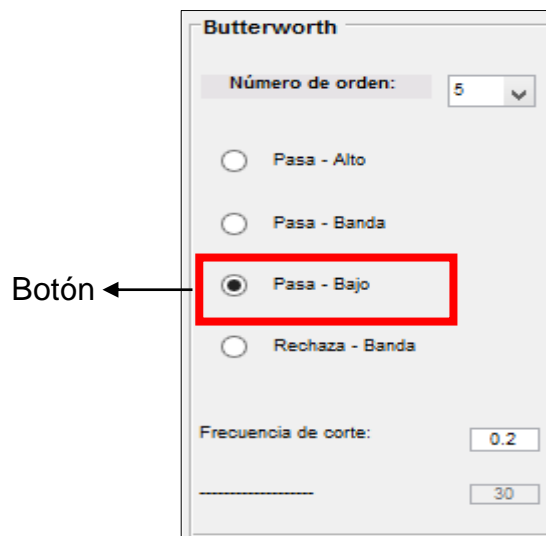 Butterworth
Número de orden: 5
Pasa - Alto
Pasa - Banda
Botón
Pasa - Bajo
Rechaza - Banda
Frecuencia de corte: 0.2
------------------- 30